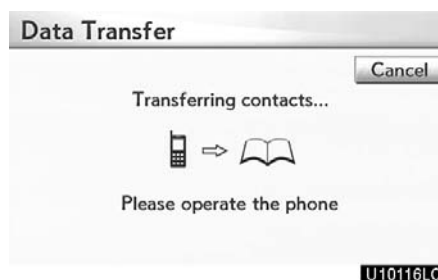 Data Transfer
Cancel
Transferring contacts...
Please operate the phone
U10116LC